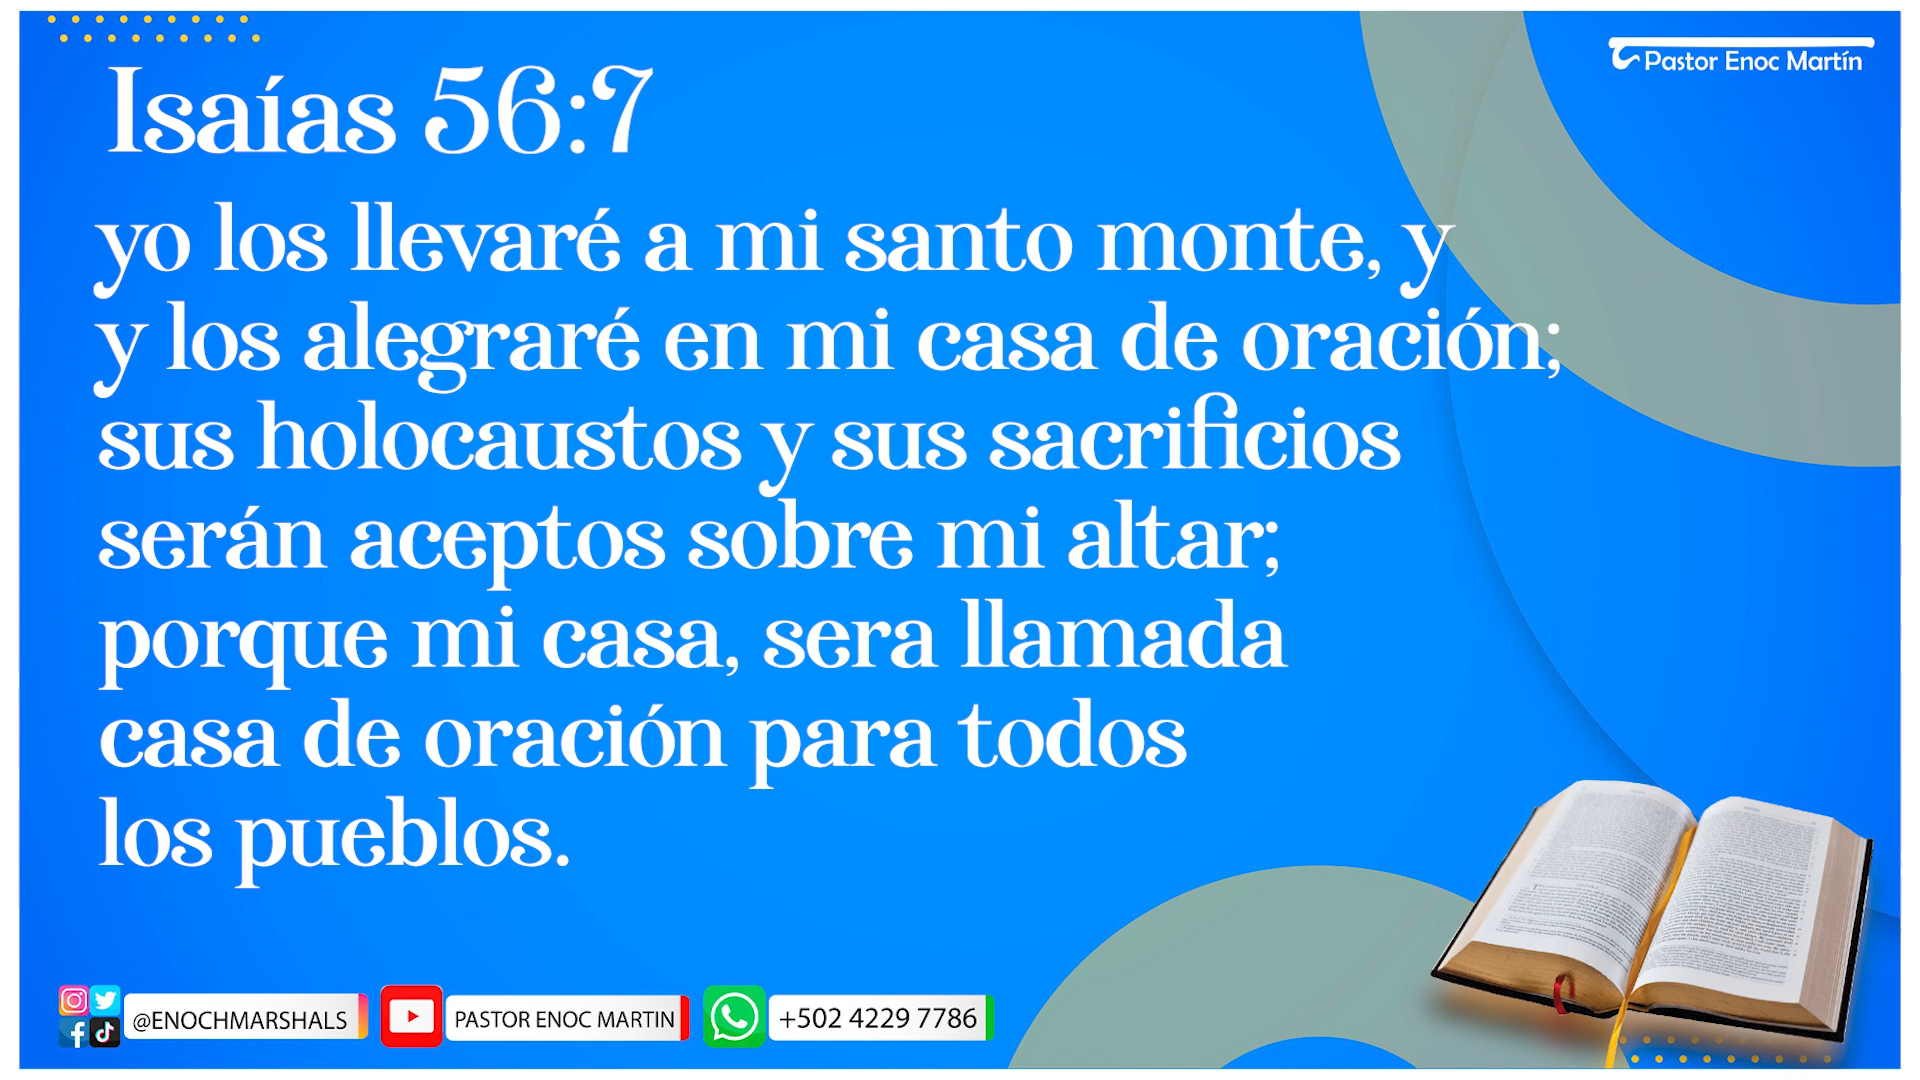 Pastor Enoc Martín
Isaías 56:7
yo los llevaré a mi santo monte, y
y los alegraré en mi casa de oración;
sus holocaustos y sus sacrificios
serán aceptos sobre mi altar;
porque mi casa, sera llamada
casa de oración para todos
los pueblos.
@ENOCHMARSHALS
PASTOR ENOC MARTIN
+502 4229 7786